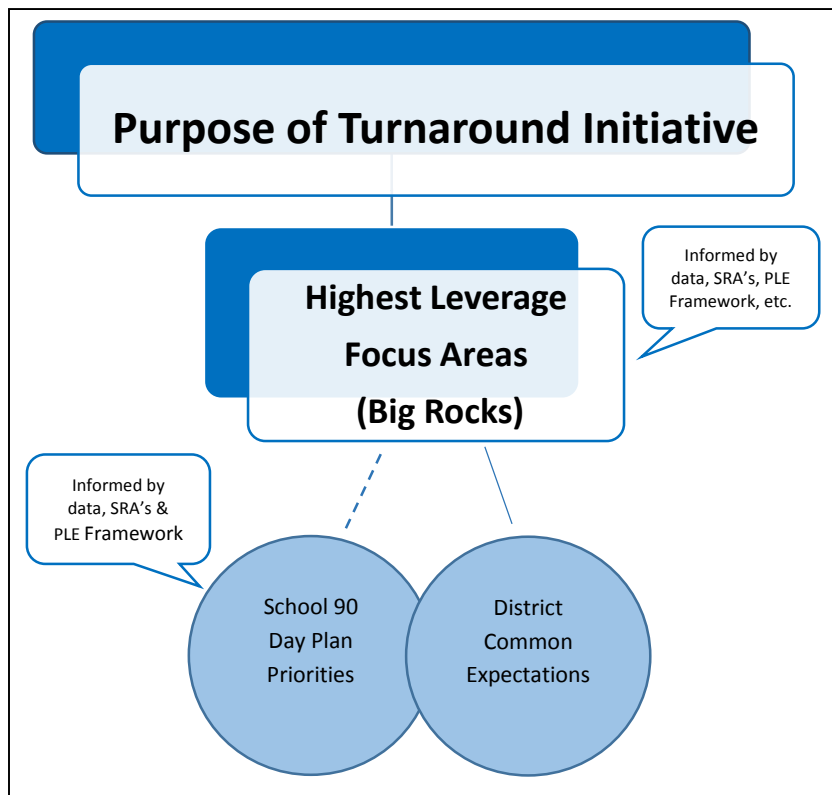 Purpose of Turnaround Initiative
Highest Leverage
Focus Areas
(Big Rocks)
Informed by
data, SRA’s, PLE
Framework, etc.
Informed by
data, SRA’s &
PLE Framework
School 90
Day Plan
Priorities
District
Common
Expectations